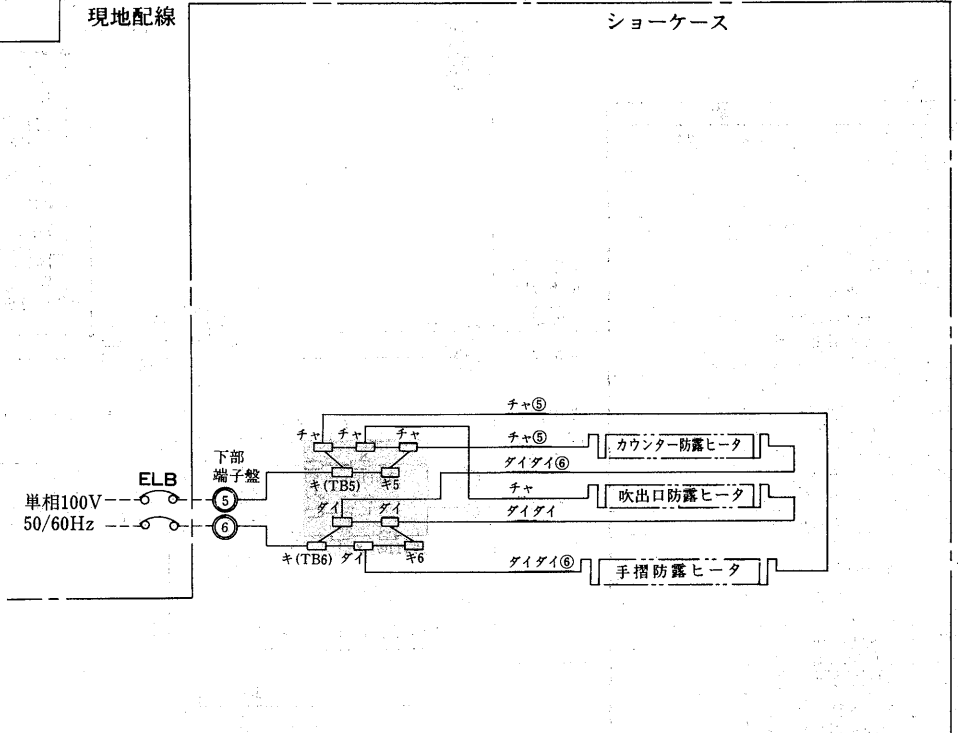 現地配線
ショーケース
チャ⑤
チャ チャ チャ
チャ⑤
カウンター防露ヒータ
下部
端子盤
ダイダイ⑥
ELB
キ(TB5) キ5
チャ
吹出口防露ヒータ
単相100V
⑤
ダイ ダイ
ダイダイ
50/60Hz
⑥
キ(TB6) ダイ キ6
ダイダイ⑥
手摺防露ヒータ